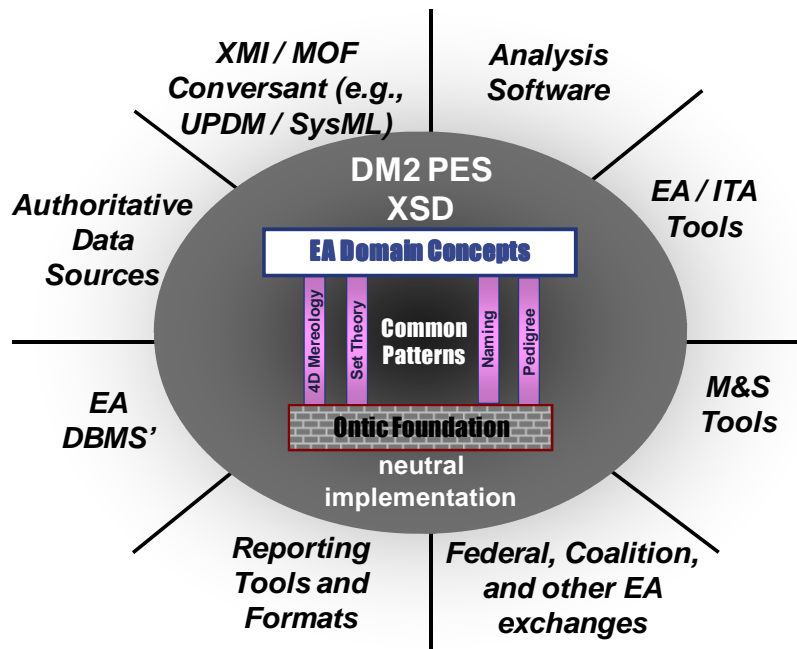 XMI / MOF
Conversant (e.g.,
UPDM / SysML)
Analysis
Software
Authoritative
Data
Sources
EA / ITA
Tools
DM2 PES
XSD
EA Domain Concepts
4D Mereology
Set Theory
Common
Patterns
Naming
Pedigree
Ontic Foundation
neutral
implementation
EA
DBMS’
M&S
Tools
Reporting
Tools and
Formats
Federal, Coalition,
and other EA
exchanges